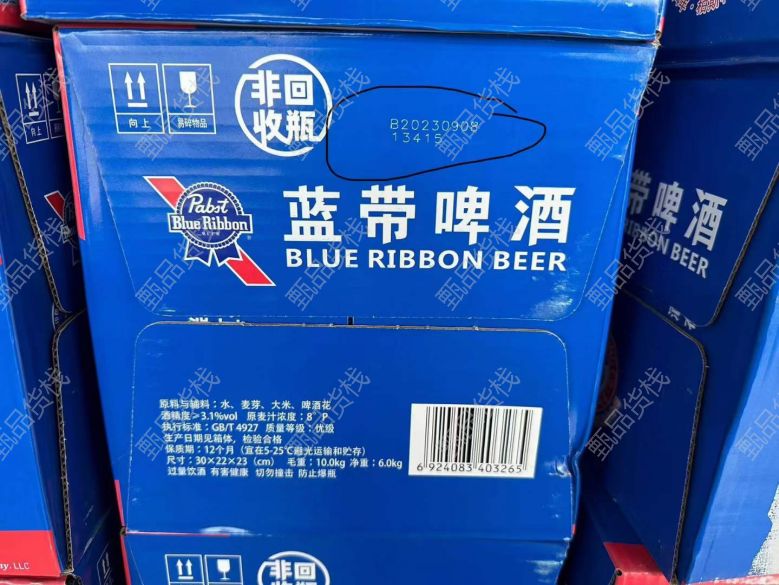 向上
易碎物品
非回
收瓶
B20230908
13415
Pabst
Blue Ribbon
蓝带啤酒
BLUE RIBBON BEER
带啤酒
BON BEER
原料与辅料：水、麦芽、大米、啤酒花
酒精度≥3.1%vol 原麦汁浓度：8°P
执行标准：GB/T 4927 质量等级：优级
生产日期见箱体，检验合格
保质期：12个月（宜在5-25℃避光运输和贮存）
尺寸：30×22×23（cm） 毛重：10.0kg 净重：6.0kg
过量饮酒 有害健康 切勿撞击 防止爆瓶
6 924083 403265
ny. LLC
非回
甄品货栈